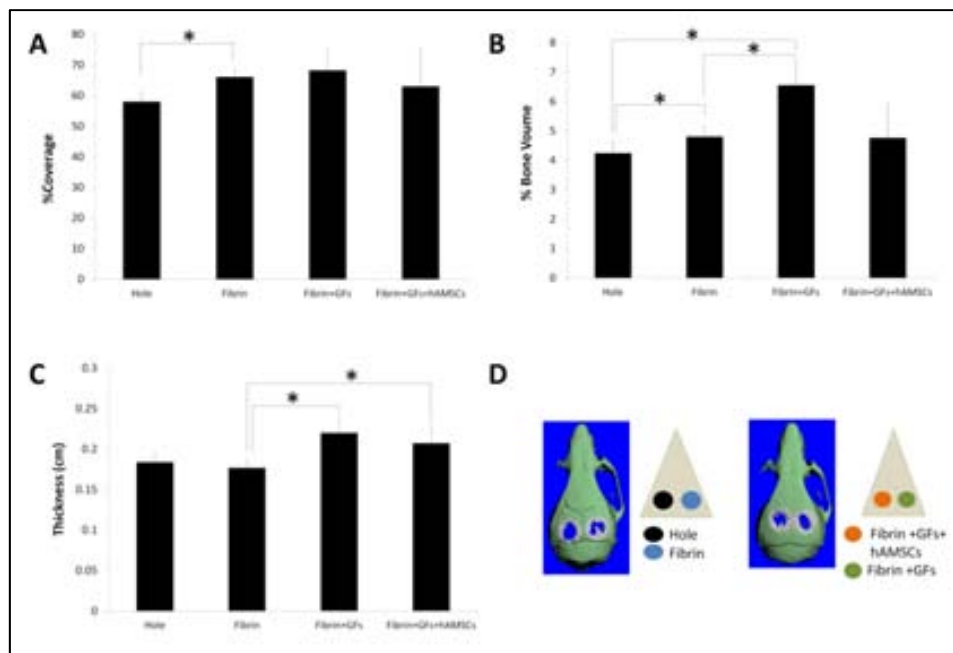 A
*
80
70
60
50
40
30
20
10
0
%Coverage
Hole
Fibrin
Fibrin+GFs
Fibrin+GFs+hAMSCs
B
*
*
*
8
7
6
5
4
3
2
1
0
% Bone Voume
Hole
Fibrin
Fibrin+GFs
Fibrin+GFs+hAMSCs
C
*
*
0.3
0.25
0.2
0.15
0.1
0.05
0
Thickness (cm)
Hole
Fibrin
Fibrin+GFs
Fibrin+GFs+hAMSCs
D
Hole
Fibrin
Fibrin +GFs+
hAMSCs
Fibrin +GFs